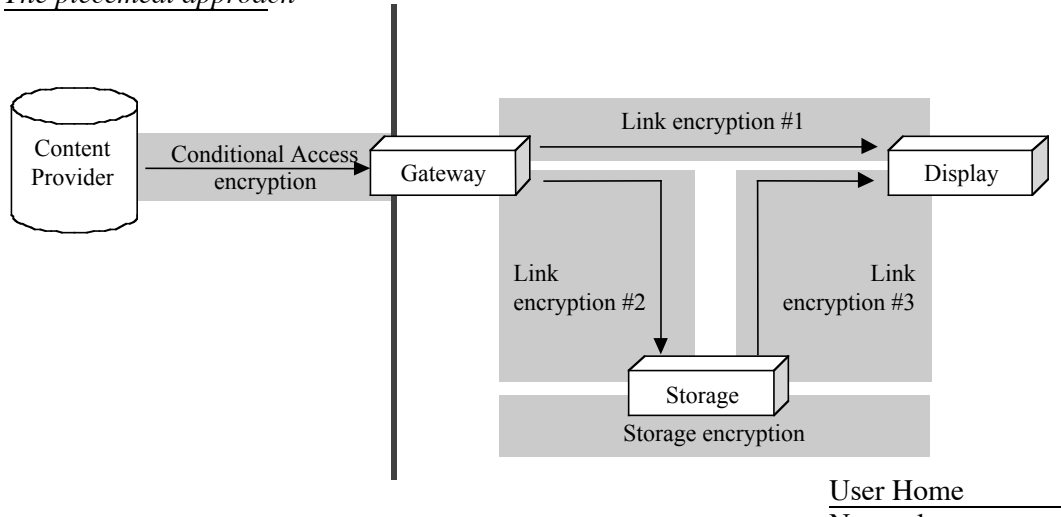 The piecemeal approach
Content
Provider
Conditional Access
encryption
Gateway
Link encryption #1
Display
Link
encryption #2
Link
encryption #3
Storage
Storage encryption
User Home